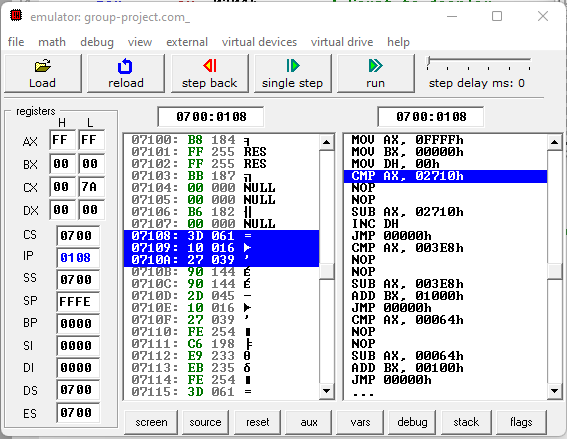 emulator: group-project.com_
file math debug view external virtual devices virtual drive help
Load reload step back single step run step delay ms: 0
registers
H L
AX FF FF
BX 00 00
CX 00 7A
DX 00 00
CS 0700
IP 0108
SS 0700
SP FFFE
BP 0000
SI 0000
DI 0000
DS 0700
ES 0700
0700:0108
07100: B8 184 ╕
07101: FF 255 RES
07102: FF 255 RES
07103: BB 187 ╗
07104: 00 000 NULL
07105: 00 000 NULL
07106: B6 182 ╢
07107: 00 000 NULL
07108: 3D 061 =
07109: 10 016 ►
0710A: 27 039 '
0710B: 90 144 É
0710C: 90 144 É
0710D: 2D 045 -
0710E: 10 016 ►
0710F: 27 039 '
07110: FE 254 ■
07111: C6 198 ╞
07112: E9 233 θ
07113: EB 235 δ
07114: FE 254 ■
07115: 3D 061 =
0700:0108
MOV AX, 0FFFFh
MOV BX, 00000h
MOV DH, 00h
CMP AX, 02710h
NOP
NOP
SUB AX, 02710h
INC DH
JMP 00000h
CMP AX, 003E8h
NOP
NOP
SUB AX, 003E8h
ADD BX, 01000h
JMP 00000h
CMP AX, 00064h
NOP
NOP
SUB AX, 00064h
ADD BX, 00100h
JMP 00000h
...
screen source reset aux vars debug stack flags